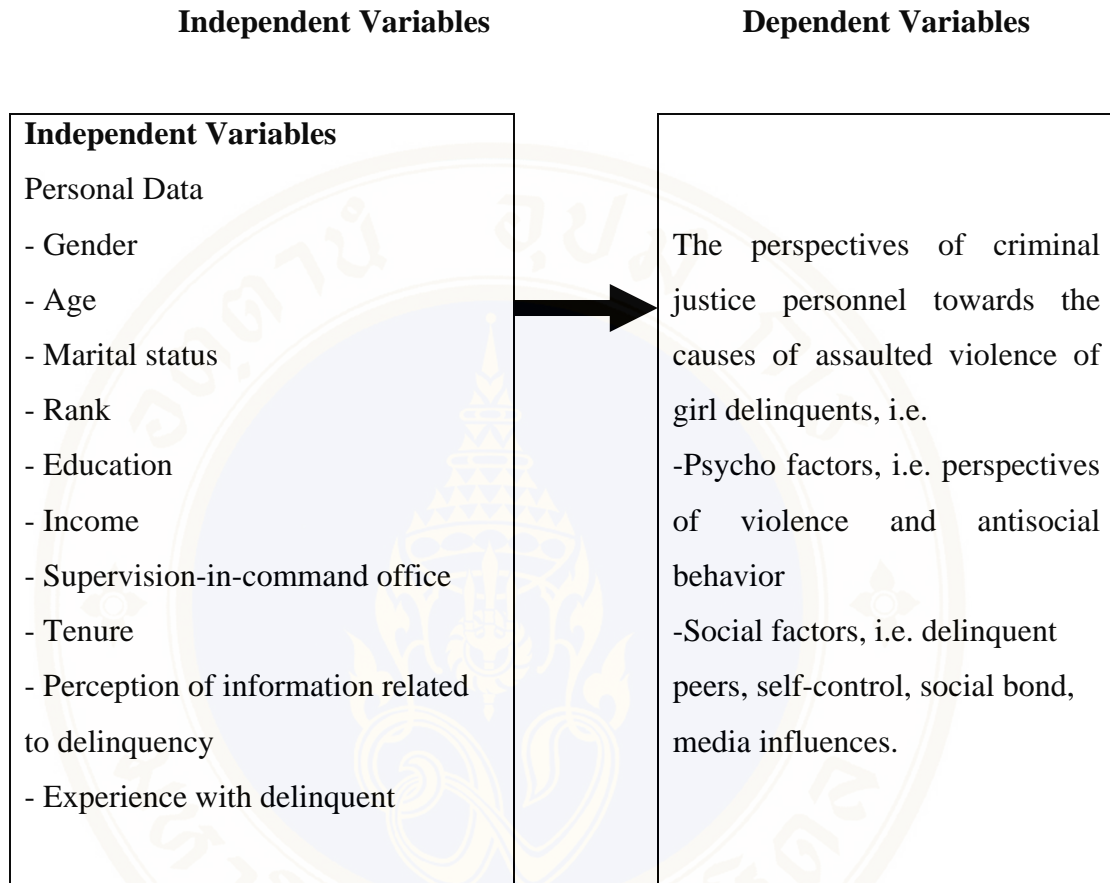 Independent Variables
Dependent Variables
Independent Variables
Personal Data
- Gender
- Age
- Marital status
- Rank
- Education
- Income
- Supervision-in-command office
- Tenure
- Perception of information related
to delinquency
- Experience with delinquent
The perspectives of criminal
justice personnel towards the
causes of assaulted violence of
girl delinquents, i.e.
-Psycho factors, i.e. perspectives
of violence and antisocial
behavior
-Social factors, i.e. delinquent
peers, self-control, social bond,
media influences.